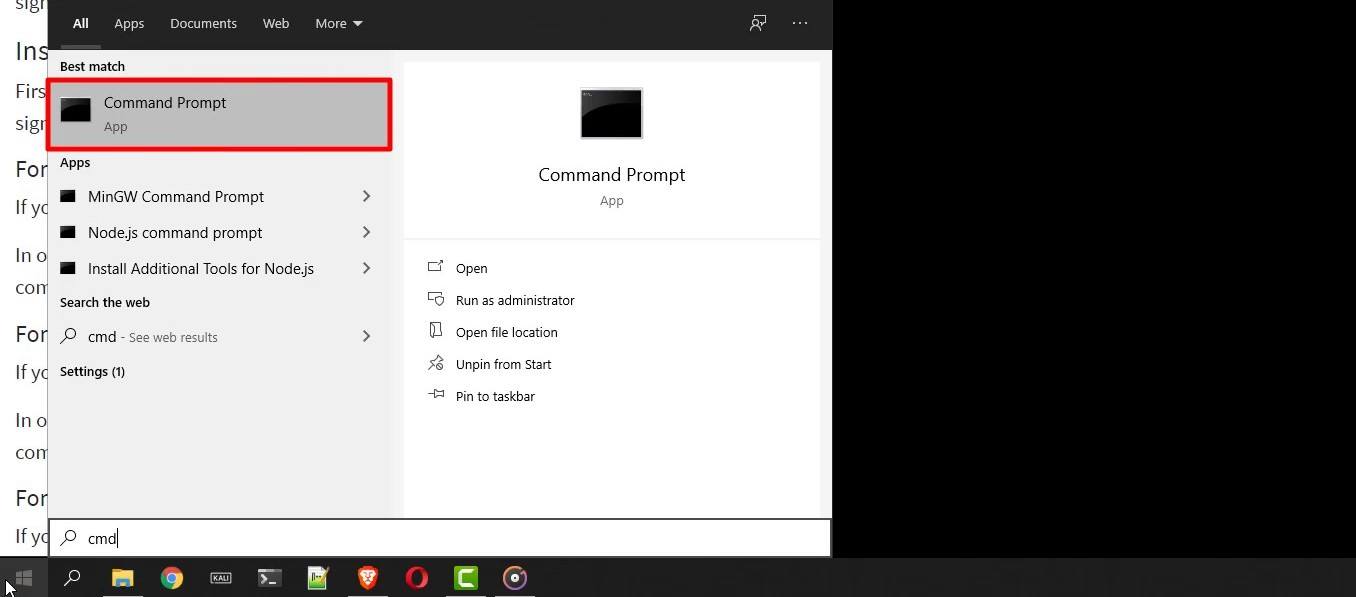 sign
All Apps Documents Web More
Ins
Best match
Firs
Command Prompt
sign
App
Apps
For
MinGW Command Prompt
If yo
Node.js command prompt
In o
Install Additional Tools for Node.js
com
Search the web
For
cmd - See web results
If yo
Settings (1)
In o
com
For
If yo
Command Prompt
App
Open
Run as administrator
Open file location
Unpin from Start
Pin to taskbar
cmd
KALI